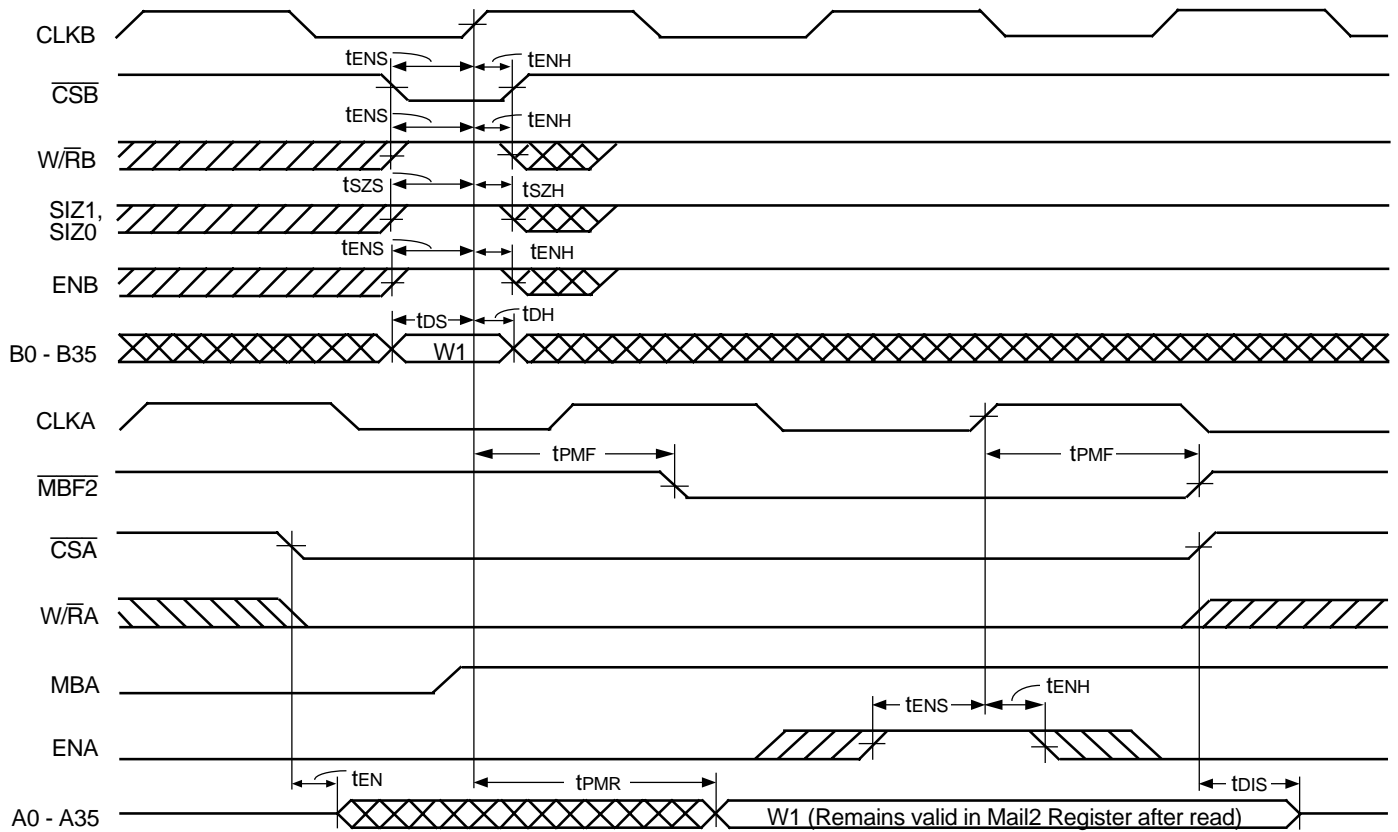 CLKB
tENS
tENH
CSB
tENS
tENH
W/RB
tSZS
tSZH
SIZ1,
SIZ0
tENS
tENH
ENB
tDS
tDH
B0 - B35
W1
CLKA
tPMF
tPMF
MBF2
CSA
W/RA
MBA
tENS
tENH
ENA
tEN
tPMR
tDIS
A0 - A35
W1 (Remains valid in Mail2 Register after read)